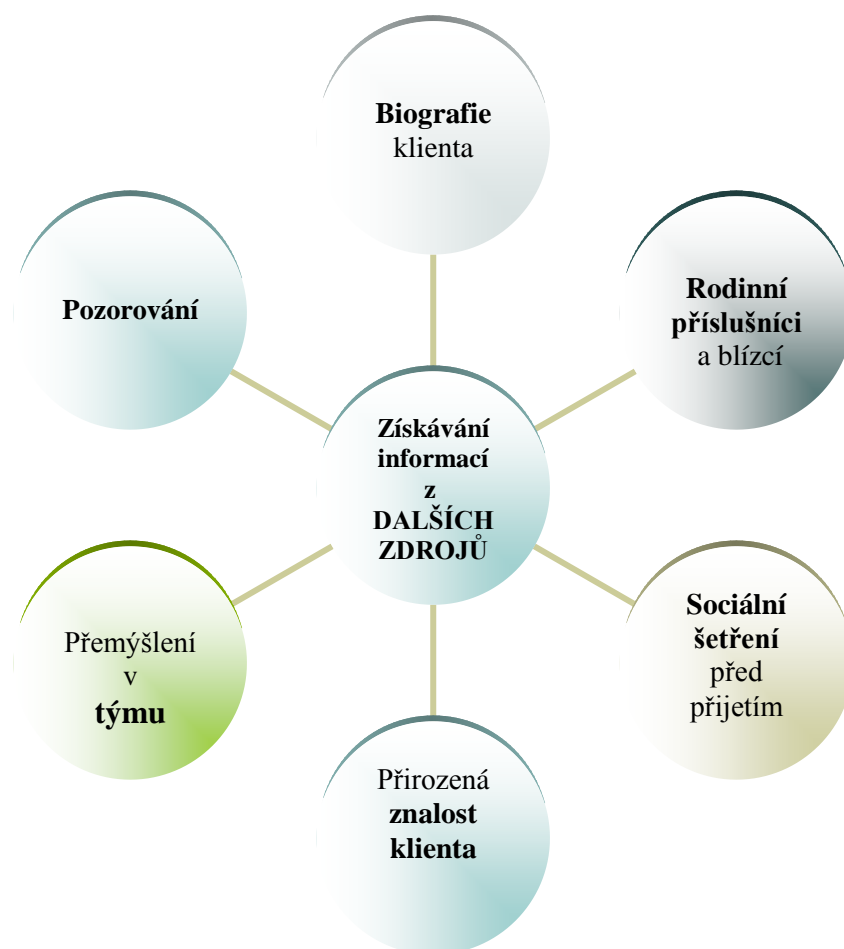 Biografie
klienta
Rodinní
příslušníci
a blízcí
Sociální
šetření
před
přijetím
Přirozená
znalost
klienta
Přemýšlení
v
týmu
Pozorování
Získávání
informací
z
DALŠÍCH
ZDROJŮ